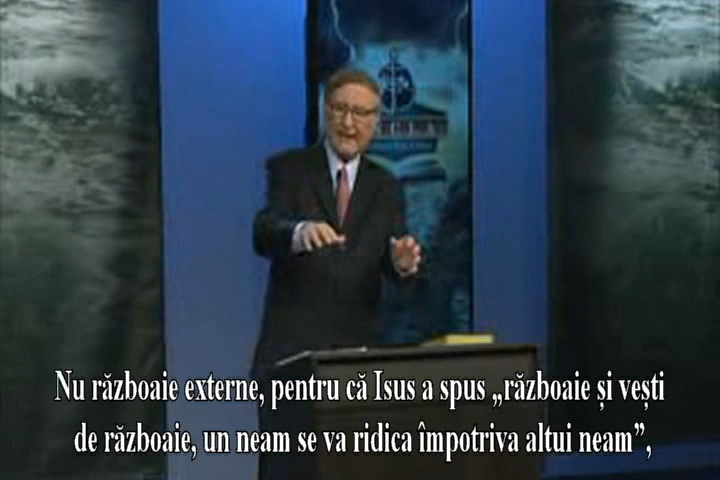 Nu războaie externe, pentru că Isus a spus „războaie și vești
de războaie, un neam se va ridica împotriva altui neam”,